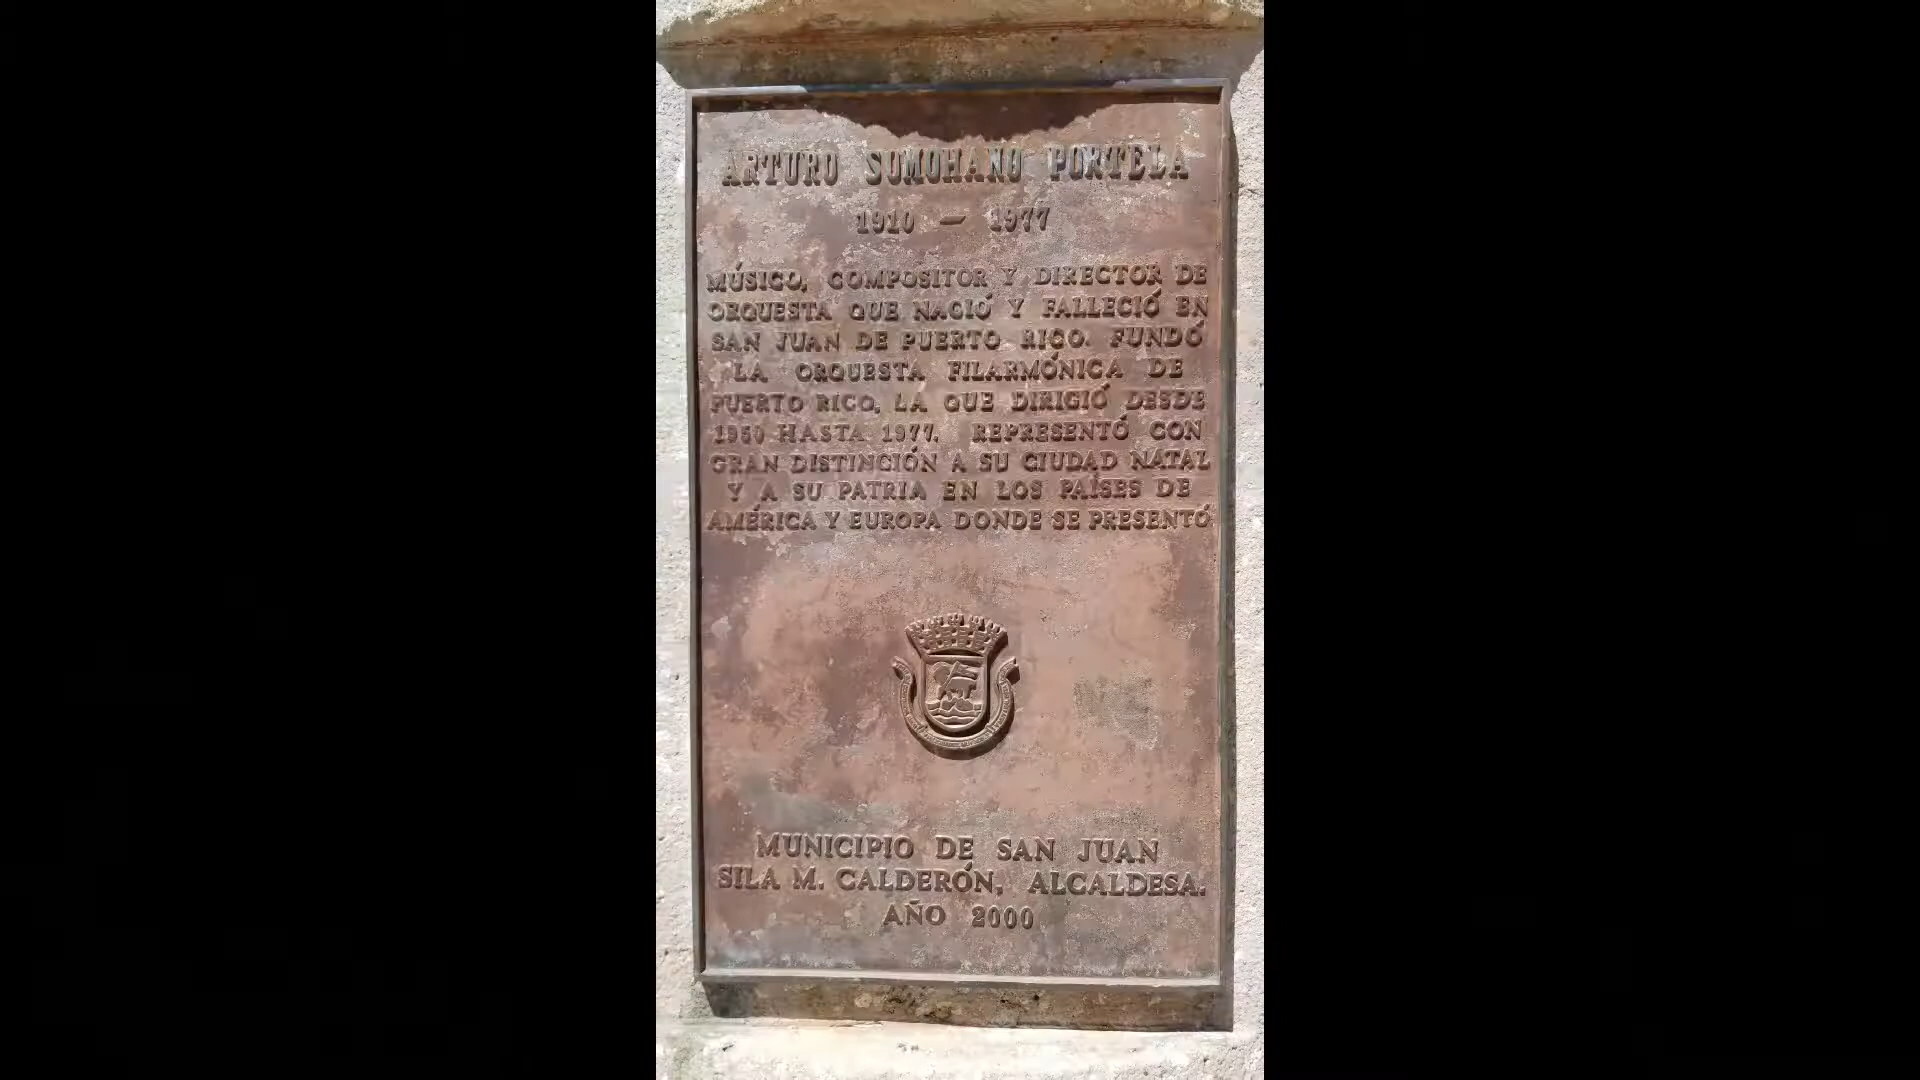 ARTURO SOMOHANO PORTELA
1910 — 1977
MÚSICO, COMPOSITOR Y DIRECTOR DE
ORQUESTA QUE NACIÓ Y FALLECIÓ EN
SAN JUAN DE PUERTO RICO. FUNDÓ
LA ORQUESTA FILARMÓNICA DE
PUERTO RICO, LA QUE DIRIGIÓ DESDE
1950 HASTA 1977. REPRESENTÓ CON
GRAN DISTINCIÓN A SU CIUDAD NATAL
Y A SU PATRIA EN LOS PAÍSES DE
AMÉRICA Y EUROPA DONDE SE PRESENTÓ
MUNICIPIO DE SAN JUAN
SILA M. CALDERÓN, ALCALDESA.
AÑO 2000